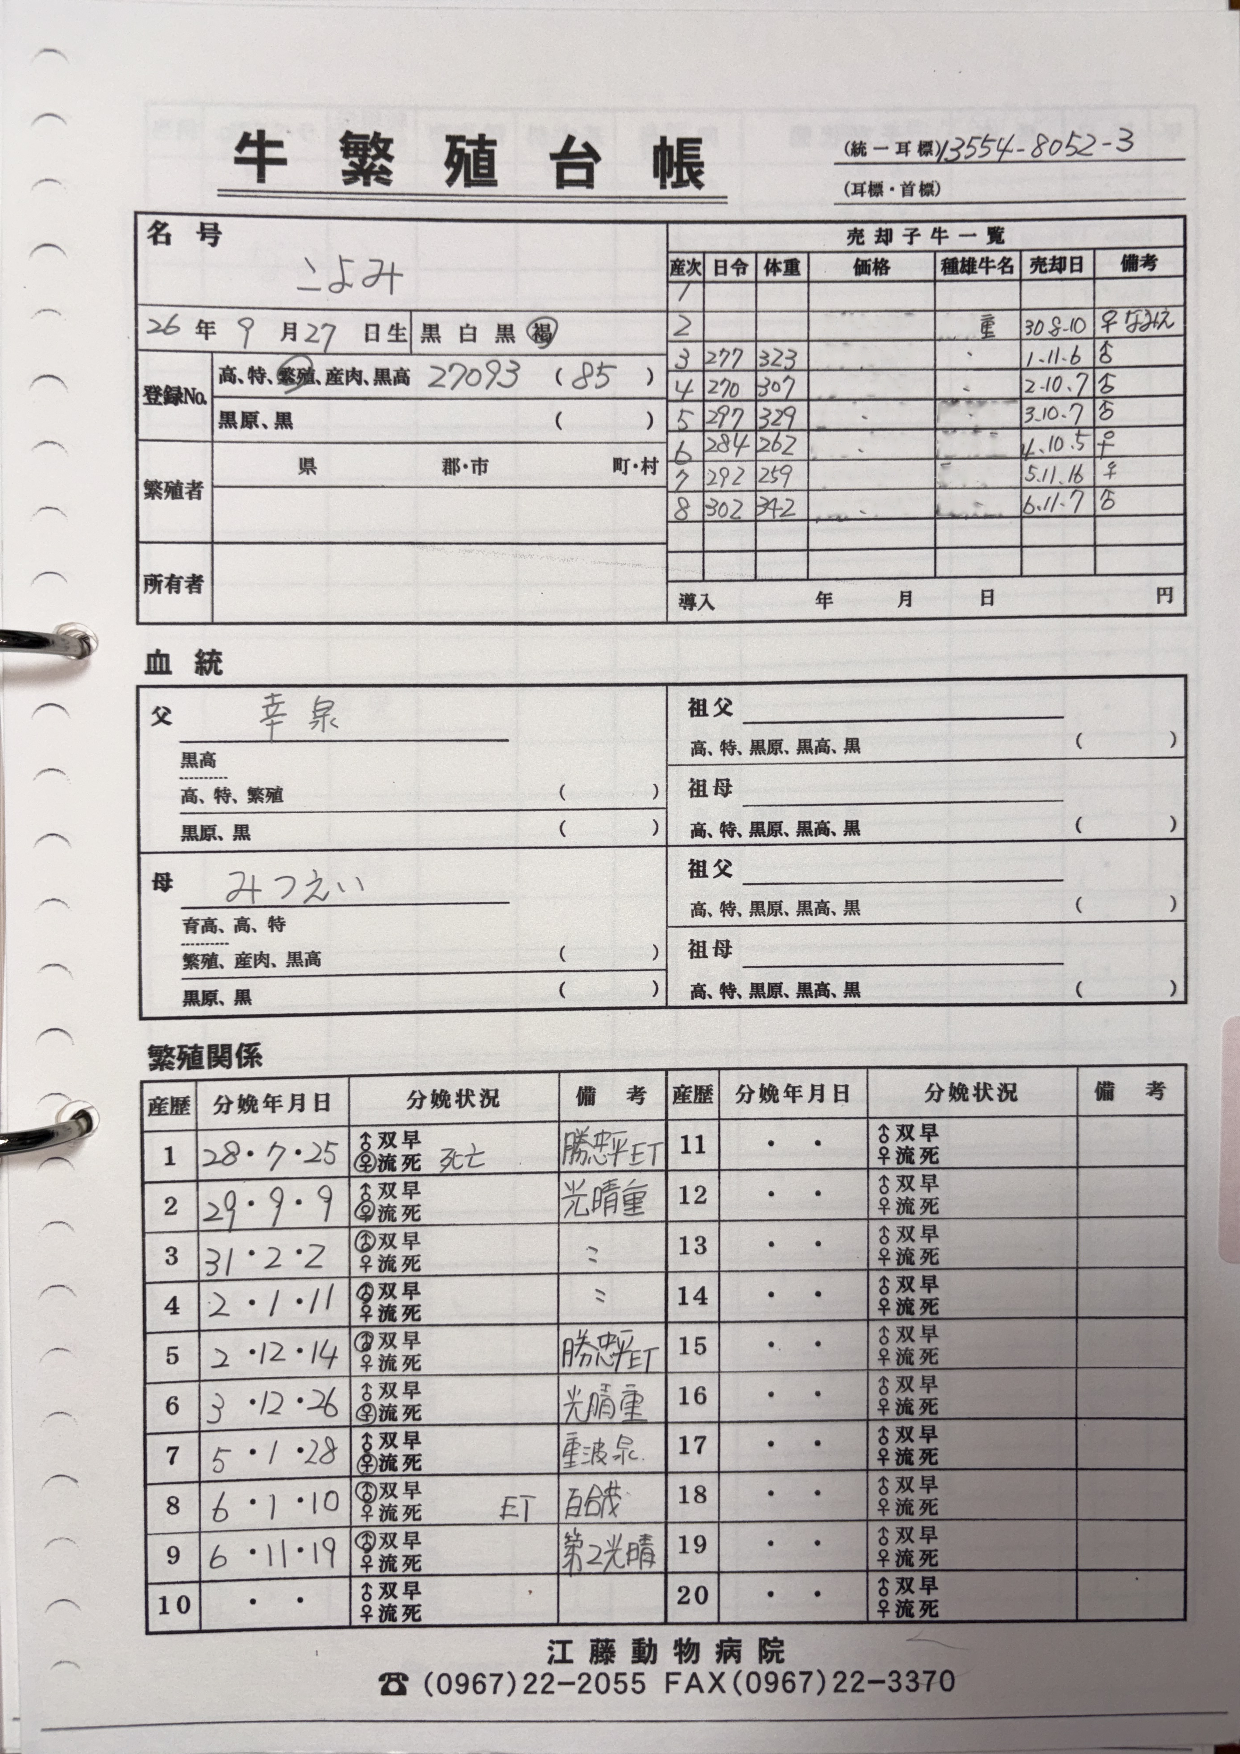 牛繁殖台帳
(統一耳標)13554-8052-3
(耳標・首標)
名号
こよみ
26年9月27日生 黒 白 黒 褐
登録No.
高、特、繁殖、産肉、黒高 27093 (85)
黒原、黒 ( )
繁殖者 県 郡・市 町・村
所有者
売却子牛一覧
産次 日令 体重 価格 種雄牛名 売却日 備考
1
2 重 30 8-10 ♀なみえ
3 277 323 1-11-6 ♂
4 270 307 2-10.7 ♂
5 297 329 3.10.7 ♂
6 284 262 4.10.5 ♀
7 292 259 5.11.16 ♀
8 302 342 6.11.7 ♂
導入 年 月 日 円
血統
父 幸泉
黒高
高、特、繁殖 ( )
黒原、黒 ( )
母 みつえい
育高、高、特
繁殖、産肉、黒高 ( )
黒原、黒 ( )
祖父
高、特、黒原、黒高、黒 ( )
祖母
高、特、黒原、黒高、黒 ( )
祖父
高、特、黒原、黒高、黒 ( )
祖母
高、特、黒原、黒高、黒 ( )
繁殖関係
産歴 分娩年月日 分娩状況 備考
1 28・7・25 ♂双早 ♀流死 死亡 勝忠平ET
2 29・9・9 ♂双早 ♀流死 光晴重
3 31・2・2 ♂双早 ♀流死 〃
4 2・1・11 ♂双早 ♀流死 〃
5 2・12・14 ♂双早 ♀流死 勝忠平ET
6 3・12・26 ♂双早 ♀流死 光晴重
7 5・1・28 ♂双早 ♀流死 重波泉
8 6・1・10 ♂双早 ♀流死 ET 百合茂
9 6・11・19 ♂双早 ♀流死 第2光晴
10 ・ ・ ♂双早 ♀流死
産歴 分娩年月日 分娩状況 備考
11 ・ ・ ♂双早 ♀流死
12 ・ ・ ♂双早 ♀流死
13 ・ ・ ♂双早 ♀流死
14 ・ ・ ♂双早 ♀流死
15 ・ ・ ♂双早 ♀流死
16 ・ ・ ♂双早 ♀流死
17 ・ ・ ♂双早 ♀流死
18 ・ ・ ♂双早 ♀流死
19 ・ ・ ♂双早 ♀流死
20 ・ ・ ♂双早 ♀流死
江藤動物病院
☎(0967)22-2055 FAX(0967)22-3370